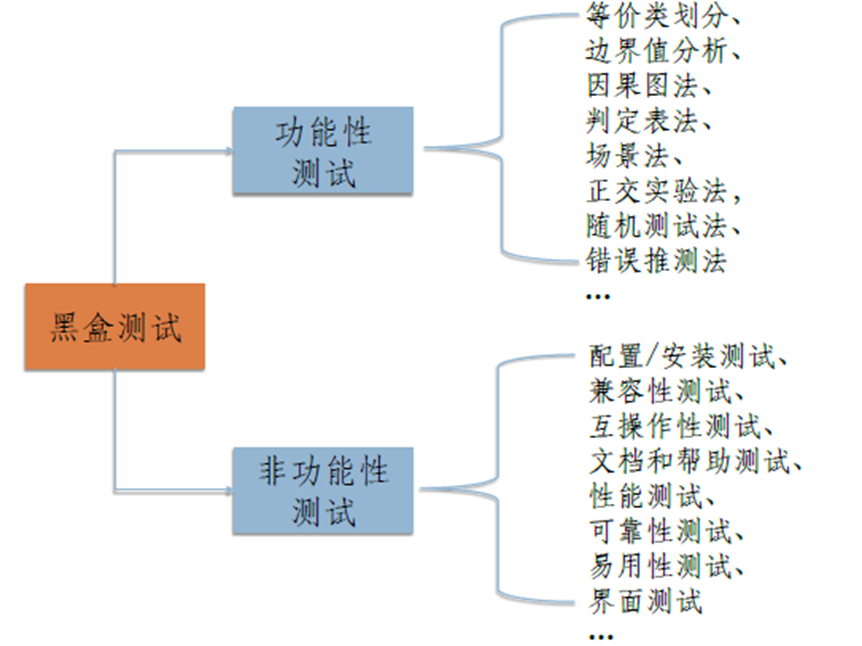 黑盒测试
功能性
测试
等价类划分、
边界值分析、
因果图法、
判定表法、
场景法、
正交实验法，
随机测试法、
错误推测法
...
非功能性
测试
配置/安装测试、
兼容性测试、
互操作性测试、
文档和帮助测试、
性能测试、
可靠性测试、
易用性测试、
界面测试
...